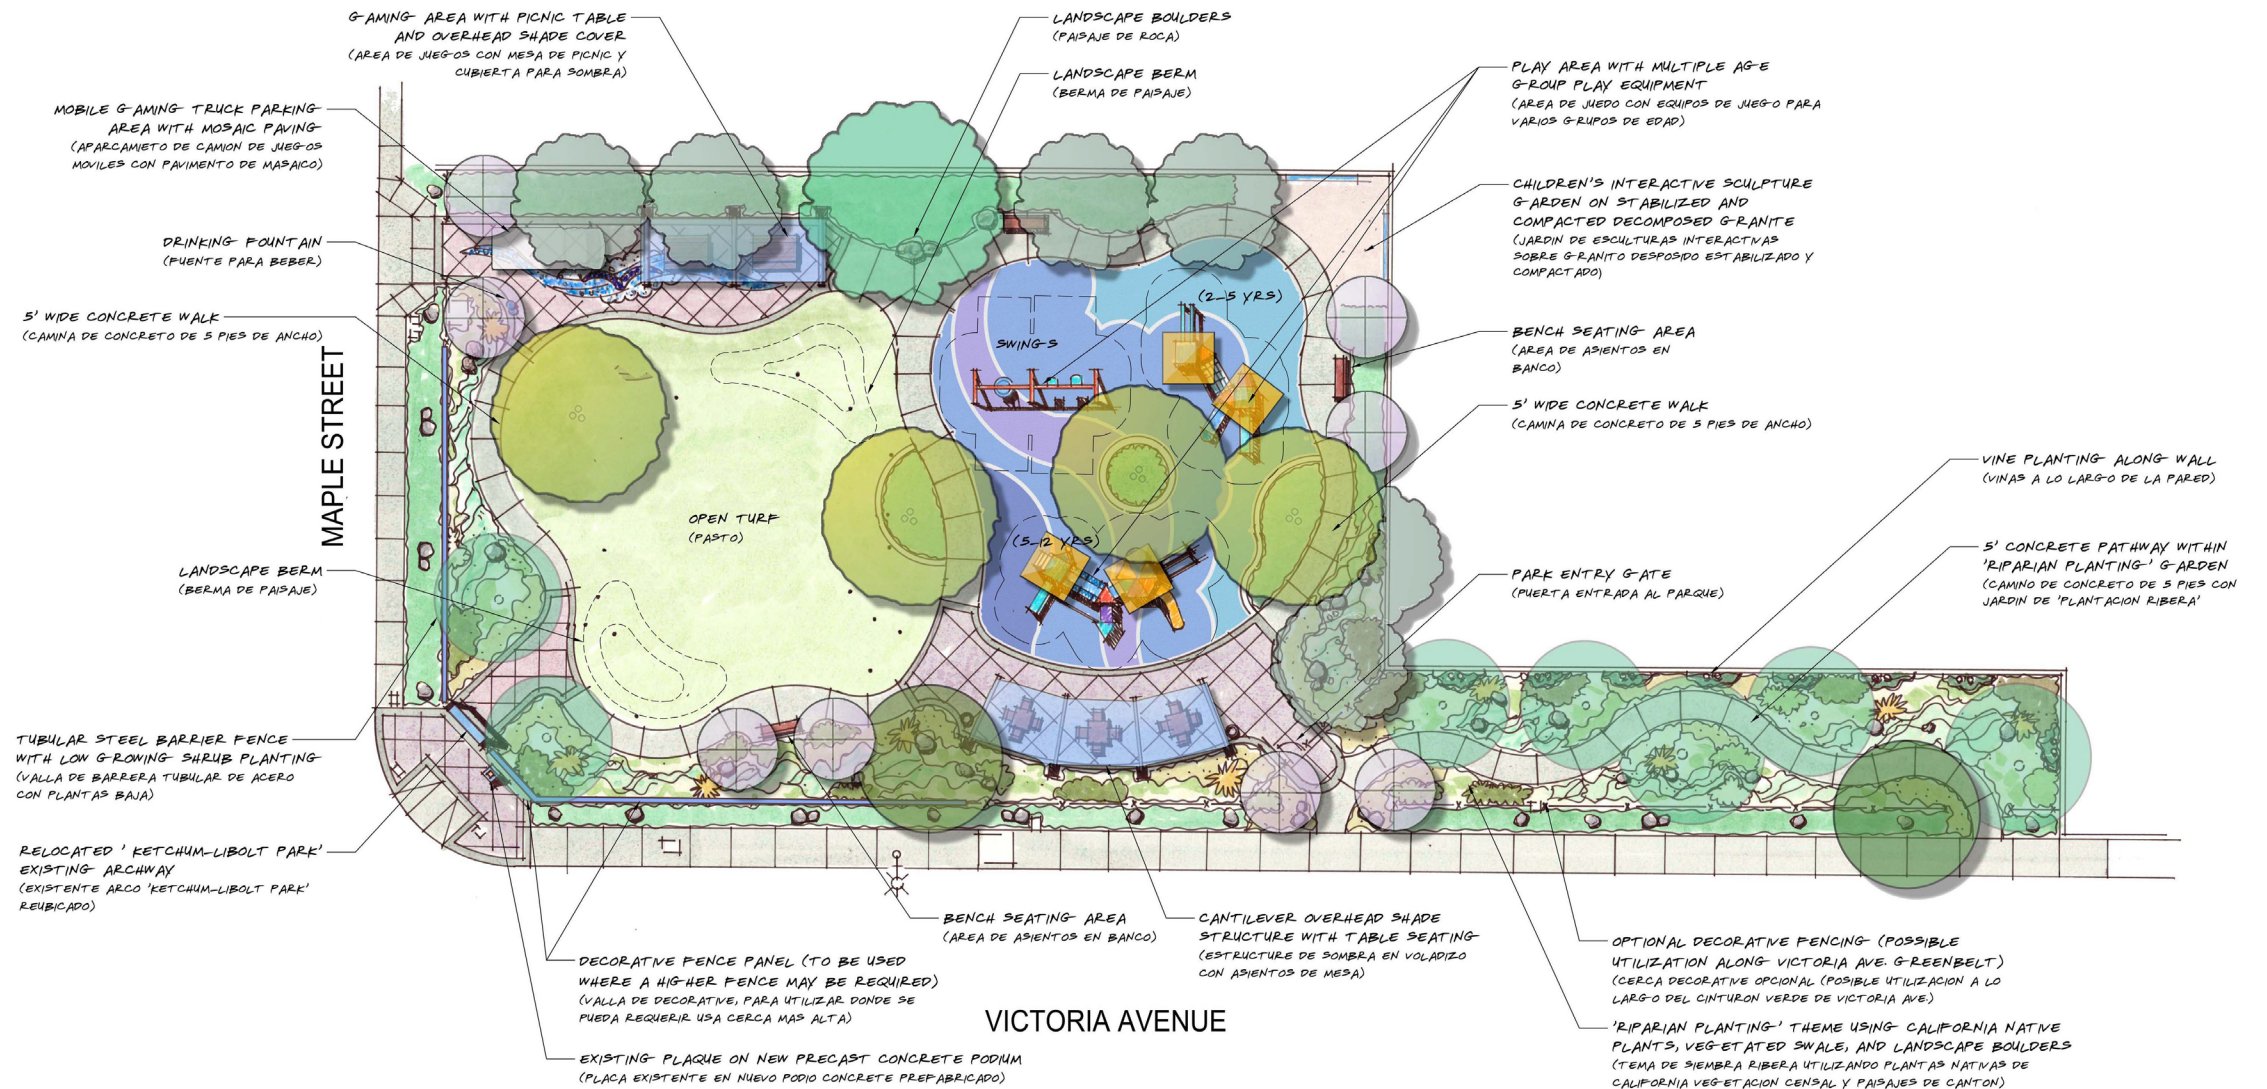 GAMING AREA WITH PICNIC TABLE
AND OVERHEAD SHADE COVER
(AREA DE JUEGOS CON MESA DE PICNIC Y
CUBIERTA PARA SOMBRA)
MOBILE GAMING TRUCK PARKING
AREA WITH MOSAIC PAVING
(APARCAMIETO DE CAMION DE JUEGOS
MOVILES CON PAVIMENTO DE MASAICO)
DRINKING FOUNTAIN
(FUENTE PARA BEBER)
5' WIDE CONCRETE WALK
(CAMINA DE CONCRETO DE 5 PIES DE ANCHO)
MAPLE STREET
LANDSCAPE BERM
(BERMA DE PAISAJE)
TUBULAR STEEL BARRIER FENCE
WITH LOW GROWING SHRUB PLANTING
(VALLA DE BARRERA TUBULAR DE ACERO
CON PLANTAS BAJA)
RELOCATED 'KETCHUM-LIBOLT PARK'
EXISTING ARCHWAY
(EXISTENTE ARCO 'KETCHUM-LIBOLT PARK'
REUBICADO)
LANDSCAPE BOULDERS
(PAISAJE DE ROCA)
LANDSCAPE BERM
(BERMA DE PAISAJE)
PLAY AREA WITH MULTIPLE AGE
GROUP PLAY EQUIPMENT
(AREA DE JUEDO CON EQUIPOS DE JUEGO PARA
VARIOS GRUPOS DE EDAD)
CHILDREN'S INTERACTIVE SCULPTURE
GARDEN ON STABILIZED AND
COMPACTED DECOMPOSED GRANITE
(JARDIN DE ESCULTURAS INTERACTIVAS
SOBRE GRANITO DESPOSIDO ESTABILIZADO Y
COMPACTADO)
BENCH SEATING AREA
(AREA DE ASIENTOS EN
BANCO)
5' WIDE CONCRETE WALK
(CAMINA DE CONCRETO DE 5 PIES DE ANCHO)
(2-5 YRS)
SWINGS
OPEN TURF
(PASTO)
(5-12 YRS)
PARK ENTRY GATE
(PUERTA ENTRADA AL PARQUE)
VINE PLANTING ALONG WALL
(VINAS A LO LARGO DE LA PARED)
5' CONCRETE PATHWAY WITHIN
'RIPARIAN PLANTING' GARDEN
(CAMINO DE CONCRETO DE 5 PIES CON
JARDIN DE 'PLANTACION RIBERA'
BENCH SEATING AREA
(AREA DE ASIENTOS EN BANCO)
CANTILEVER OVERHEAD SHADE
STRUCTURE WITH TABLE SEATING
(ESTRUCTURE DE SOMBRA EN VOLADIZO
CON ASIENTOS DE MESA)
DECORATIVE FENCE PANEL (TO BE USED
WHERE A HIGHER FENCE MAY BE REQUIRED)
(VALLA DE DECORATIVE, PARA UTILIZAR DONDE SE
PUEDA REQUERIR USA CERCA MAS ALTA)
VICTORIA AVENUE
EXISTING PLAQUE ON NEW PRECAST CONCRETE PODIUM
(PLACA EXISTENTE EN NUEVO PODIO CONCRETE PREFABRICADO)
OPTIONAL DECORATIVE FENCING (POSSIBLE
UTILIZATION ALONG VICTORIA AVE. GREENBELT)
(CERCA DECORATIVE OPCIONAL (POSIBLE UTILIZACION A LO
LARGO DEL CINTURON VERDE DE VICTORIA AVE.)
'RIPARIAN PLANTING' THEME USING CALIFORNIA NATIVE
PLANTS, VEGETATED SWALE, AND LANDSCAPE BOULDERS
(TEMA DE SIEMBRA RIBERA UTILIZANDO PLANTAS NATIVAS DE
CALIFORNIA VEGETACION CENSAL Y PAISAJES DE CANTON)